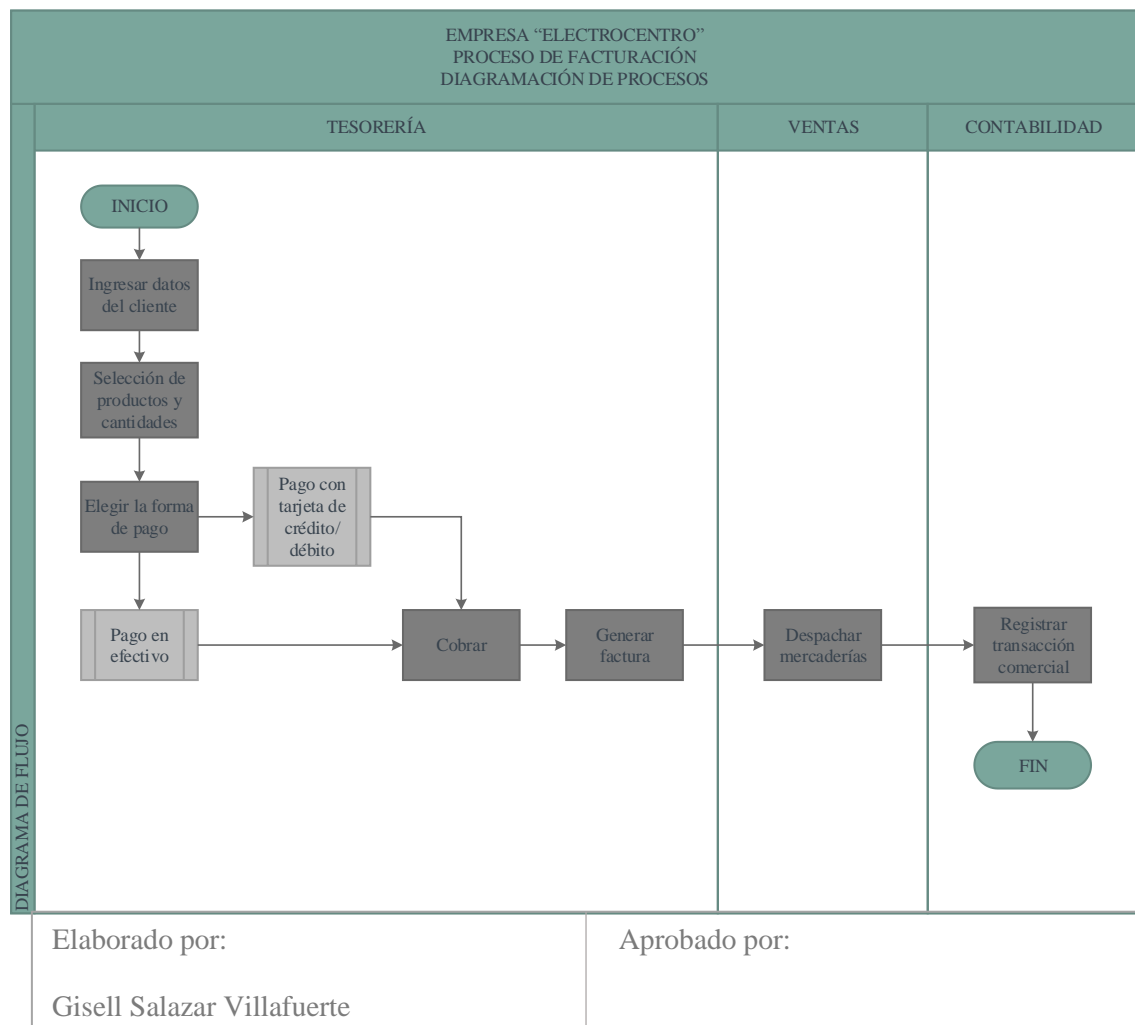 EMPRESA “ELECTROCENTRO”
PROCESO DE FACTURACIÓN
DIAGRAMACIÓN DE PROCESOS
TESORERÍA
VENTAS
CONTABILIDAD
DIAGRAMA DE FLUJO
INICIO
Ingresar datos
del cliente
Selección de
productos y
cantidades
Elegir la forma
de pago
Pago con
tarjeta de
crédito/
débito
Pago en
efectivo
Cobrar
Generar
factura
Despachar
mercaderías
Registrar
transacción
comercial
FIN
Elaborado por:
Gisell Salazar Villafuerte
Aprobado por: